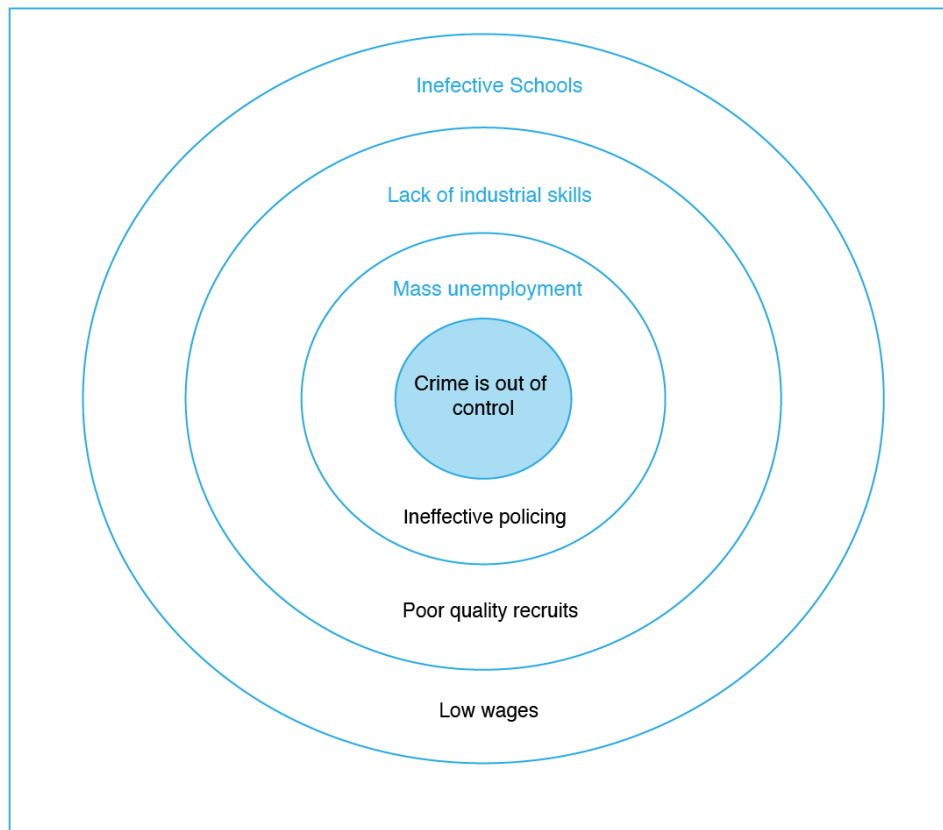 Inefective Schools
Lack of industrial skills
Mass unemployment
Crime is out of
control
Ineffective policing
Poor quality recruits
Low wages